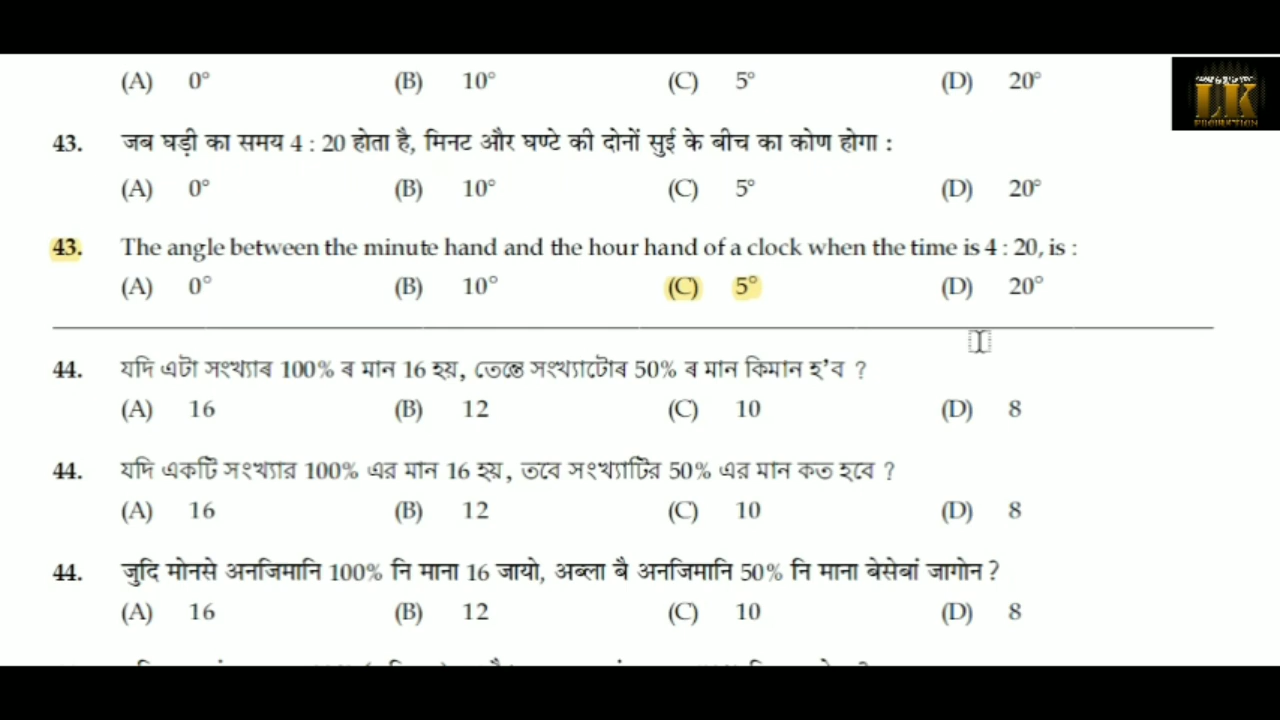 (A) 0° (B) 10° (C) 5° (D) 20°
LK
PRODUCTION
43. जब घड़ी का समय 4 : 20 होता है, मिनट और घण्टे की दोनों सुई के बीच का कोण होगा :
(A) 0° (B) 10° (C) 5° (D) 20°
43. The angle between the minute hand and the hour hand of a clock when the time is 4 : 20, is :
(A) 0° (B) 10° (C) 5° (D) 20°
44. যদি এটা সংখ্যাৰ 100% ৰ মান 16 হয়, তেন্তে সংখ্যাটোৰ 50% ৰ মান কিমান হ’ব ?
(A) 16 (B) 12 (C) 10 (D) 8
44. যদি একটি সংখ্যার 100% এর মান 16 হয়, তবে সংখ্যাটির 50% এর মান কত হবে ?
(A) 16 (B) 12 (C) 10 (D) 8
44. जुदि मोनसे अनजिमानि 100% नि माना 16 जायो, अब्ला बै अनजिमानि 50% नि माना बेसेबां जागोन ?
(A) 16 (B) 12 (C) 10 (D) 8